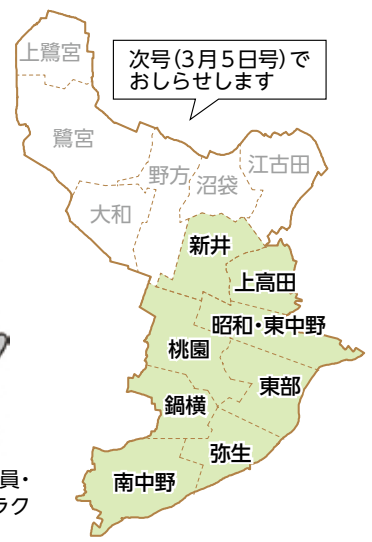 上鷺宮
次号(3月5日号)で
おしらせします
鷺宮
野方
沼袋
江古田
大和
新井
上高田
昭和・東中野
桃園
東部
鍋横
弥生
南中野
員・
ラク